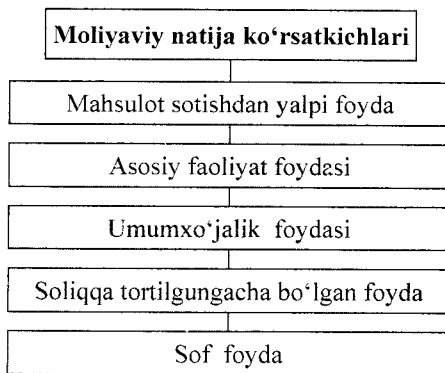 Moliyaviy natija ko‘rsatkichlari
Mahsulot sotishdan yalpi foyda
Asosiy faoliyat foydasi
Umumxo‘jalik foydasi
Soliqqa tortilgungacha bo‘lgan foyda
Sof foyda